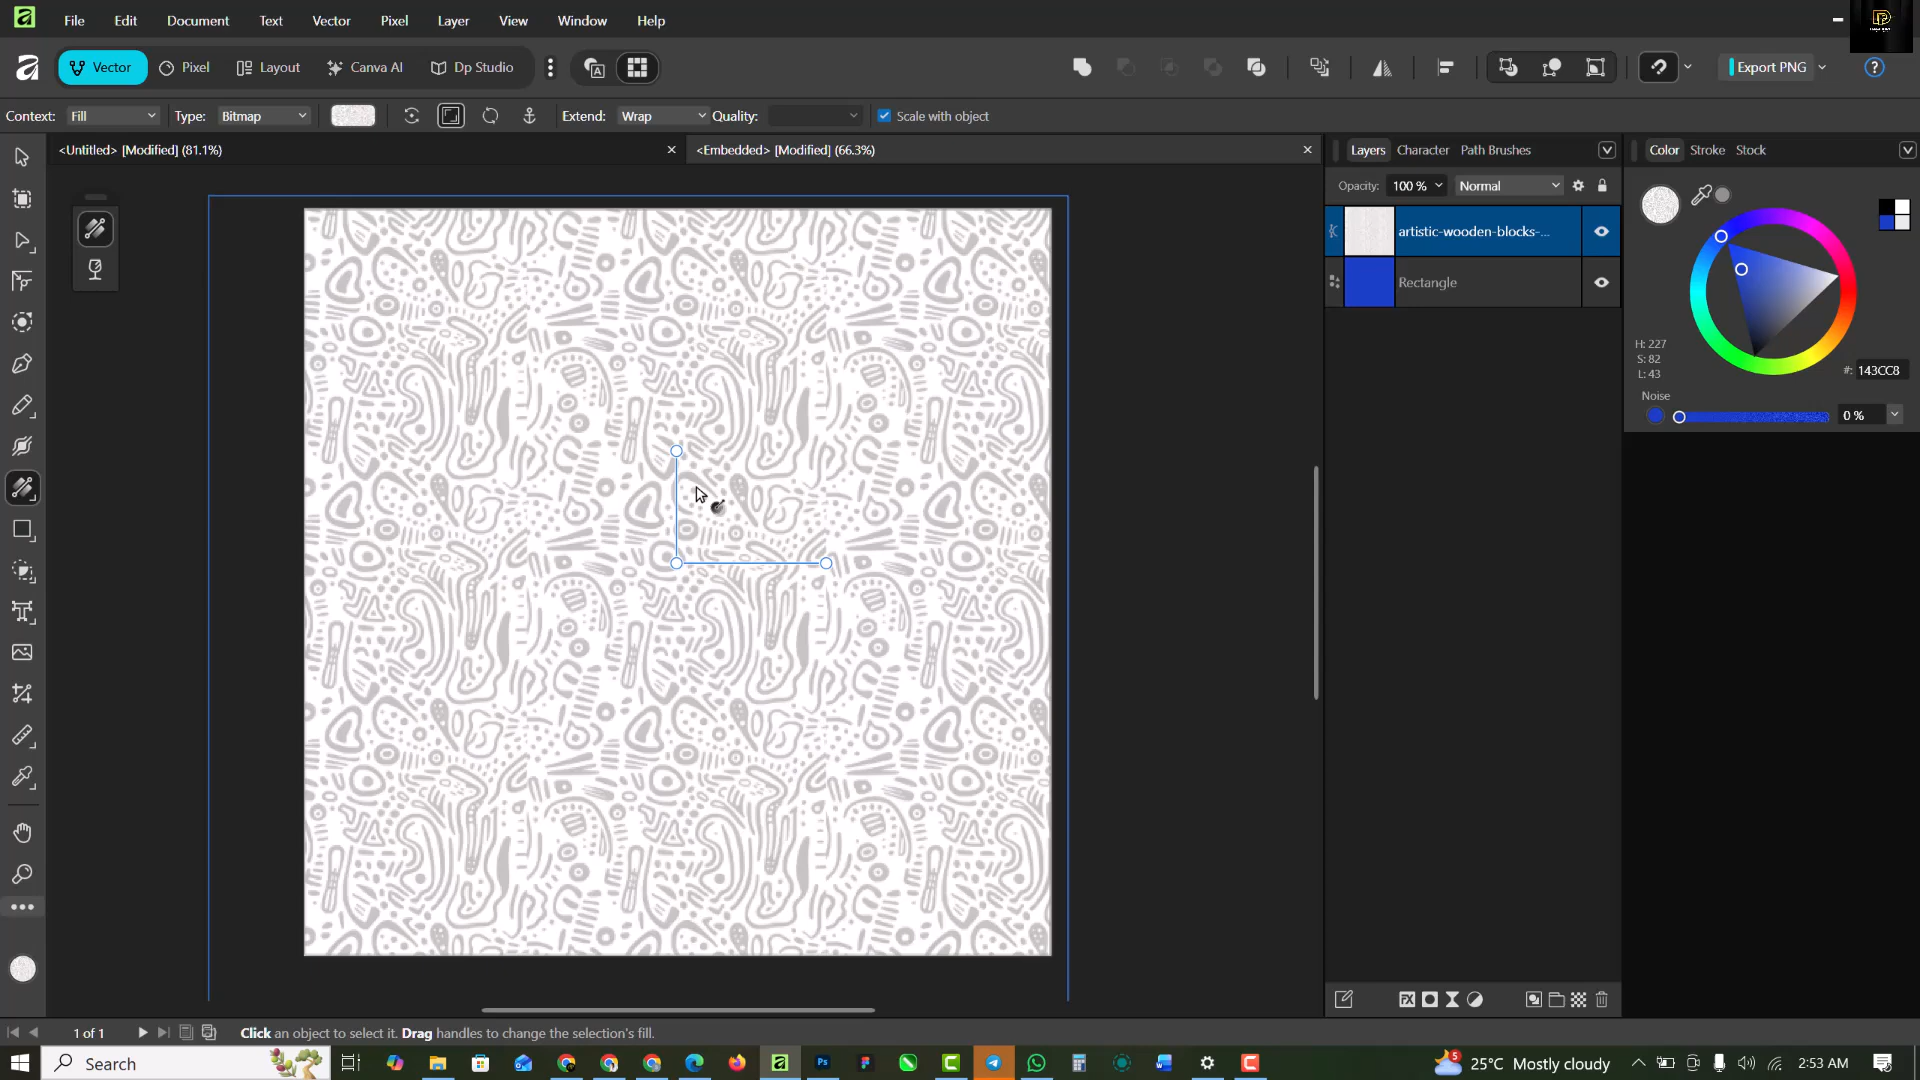 File Edit Document Text Vector Pixel Layer View Window Help
Vector Pixel Layout Canva AI Dp Studio Export PNG
Context: Fill Type: Bitmap Extend: Wrap Quality: Scale with object
<Untitled> [Modified] (81.1%) <Embedded> [Modified] (66.3%)
Layers Character Path Brushes Color Stroke Stock
Opacity: 100 % Normal
artistic-wooden-blocks-...
Rectangle
H: 227
S: 82
L: 43
#: 143CC8
Noise
0 %
1 of 1 Click an object to select it. Drag handles to change the selection's fill.
Search 5 25°C Mostly cloudy 2:53 AM